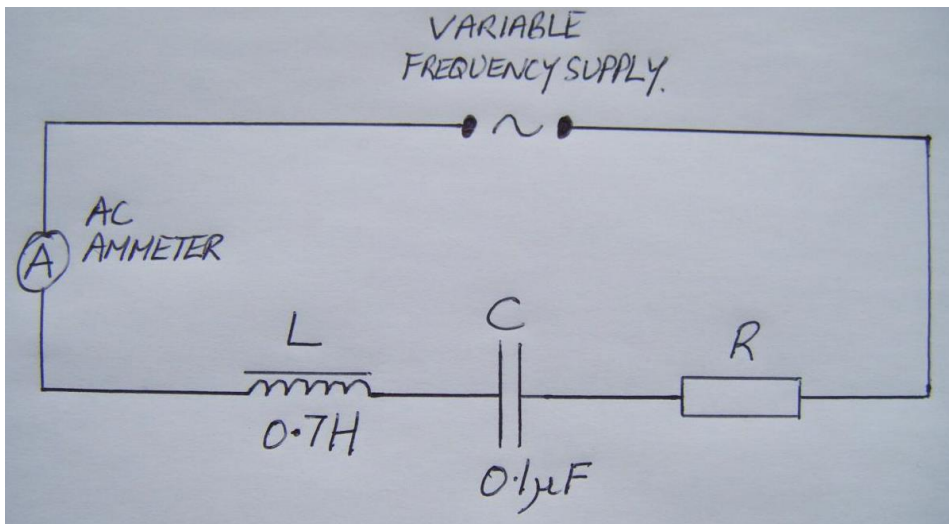 VARIABLE
FREQUENCY SUPPLY.
AC
AMMETER
A
L
C
R
0.7H
0.1μF